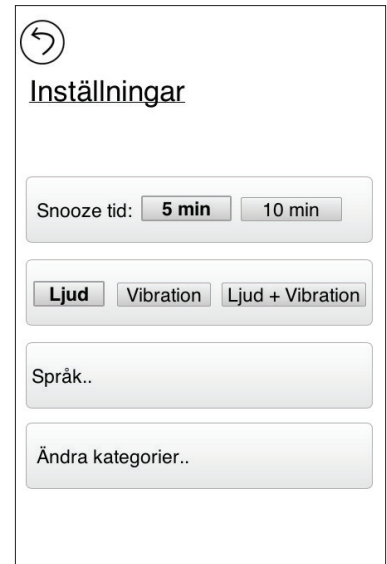 Inställningar
Snooze tid: 5 min 10 min
Ljud Vibration Ljud + Vibration
Språk..
Ändra kategorier..